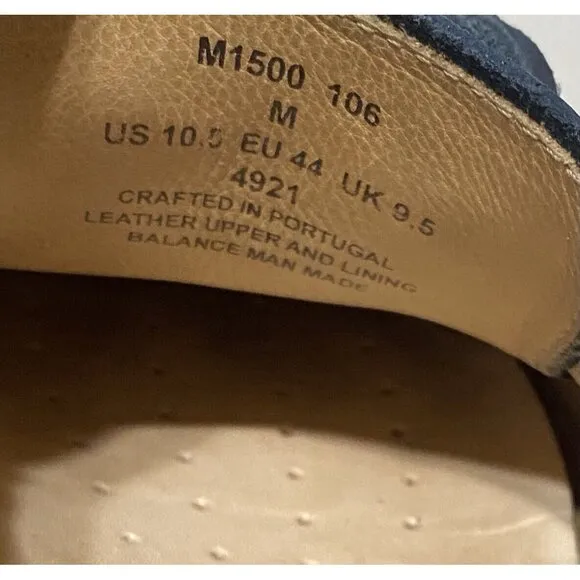 M1500 106
M
US 10.5 EU 44 UK 9.5
4921
CRAFTED IN PORTUGAL
LEATHER UPPER AND LINING
BALANCE MAN MADE